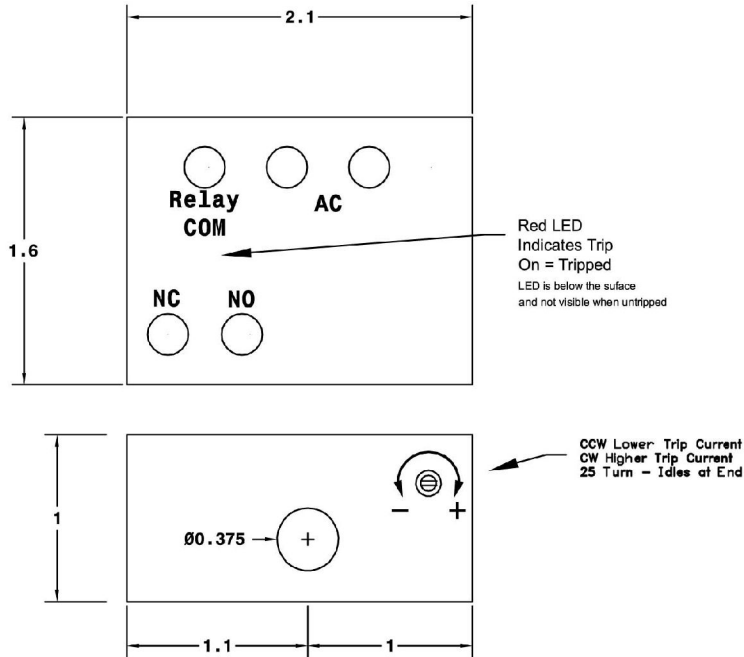 2.1
Relay
COM
AC
1.6
Red LED
Indicates Trip
On = Tripped
LED is below the suface
and not visible when untripped
NC NO
CCW Lower Trip Current
CW Higher Trip Current
25 Turn – Idles at End
1
Ø0.375
– +
1.1
1